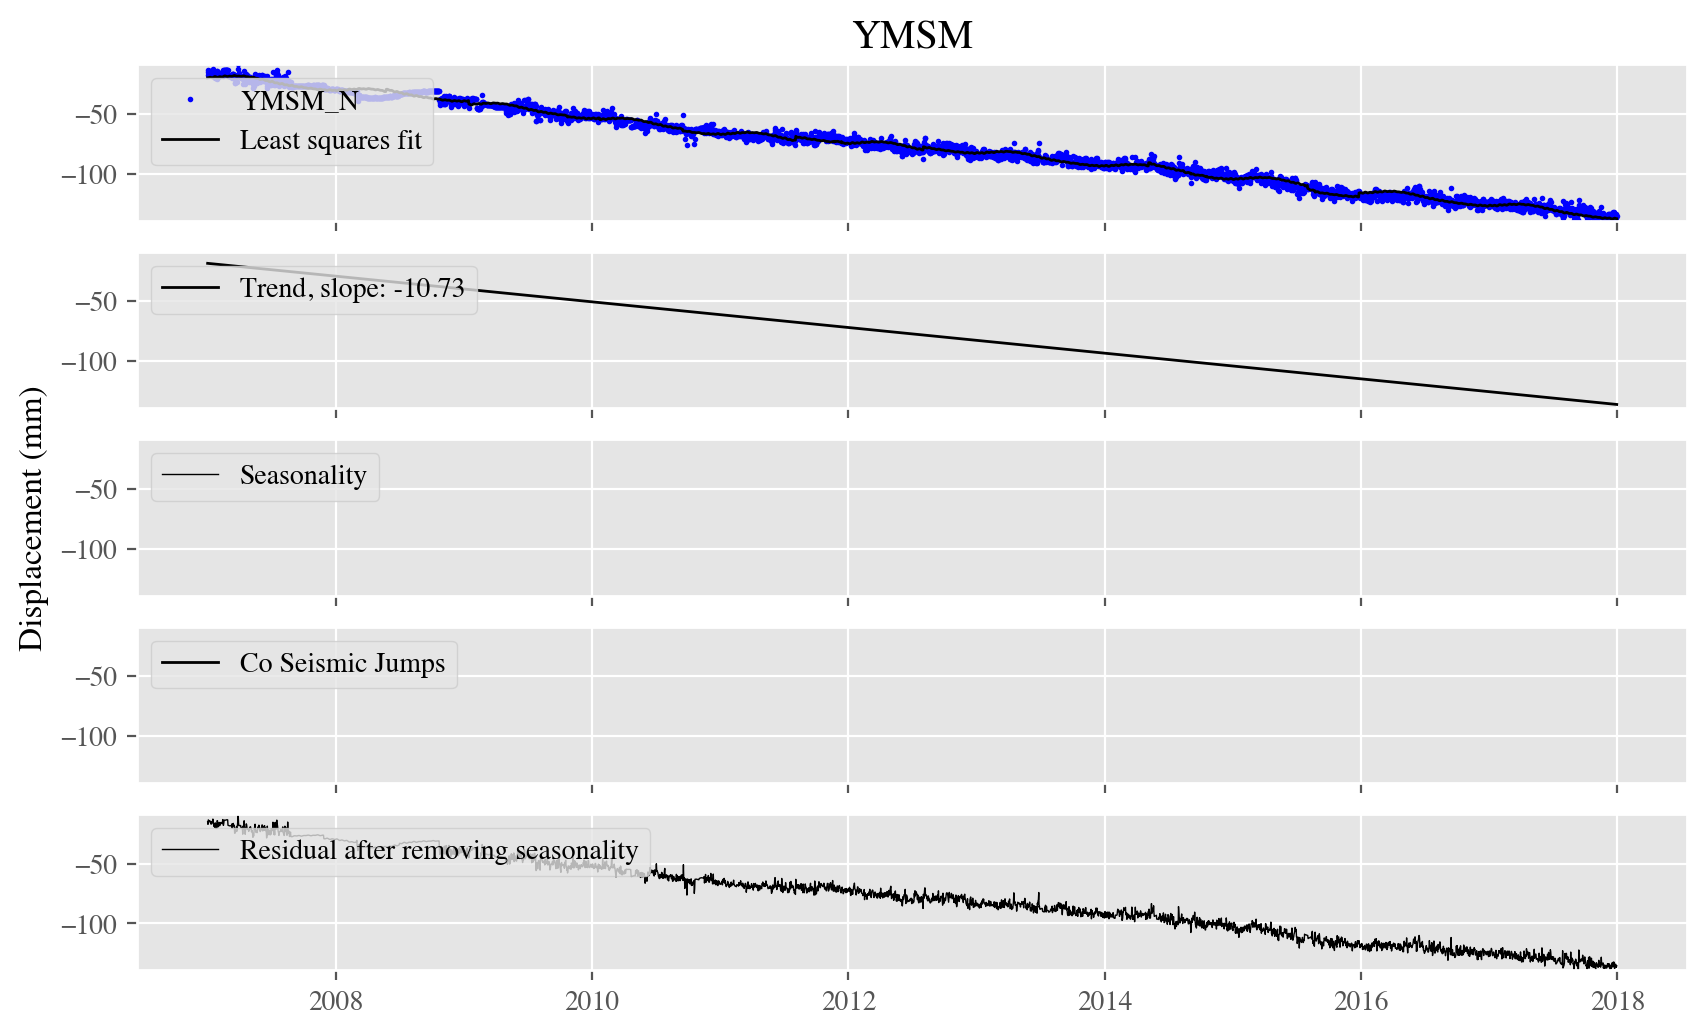 YMSM
YMSM_N
Least squares fit
−50
−100
Trend, slope: -10.73
−50
−100
Displacement (mm)
Seasonality
−50
−100
Co Seismic Jumps
−50
−100
Residual after removing seasonality
−50
−100
2008 2010 2012 2014 2016 2018